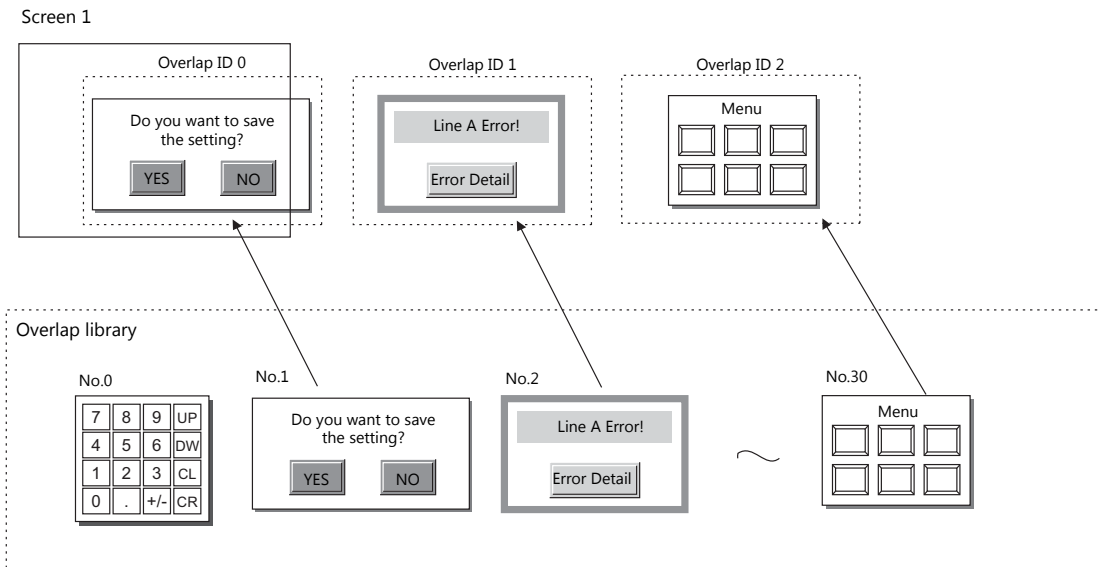 Screen 1
Overlap ID 0
Overlap ID 1
Overlap ID 2
Do you want to save
the setting?
YES
NO
Line A Error!
Error Detail
Menu
Overlap library
No.0
No.1
No.2
No.30
7 8 9 UP
4 5 6 DW
1 2 3 CL
0 . +/- CR
Do you want to save
the setting?
YES
NO
Line A Error!
Error Detail
Menu